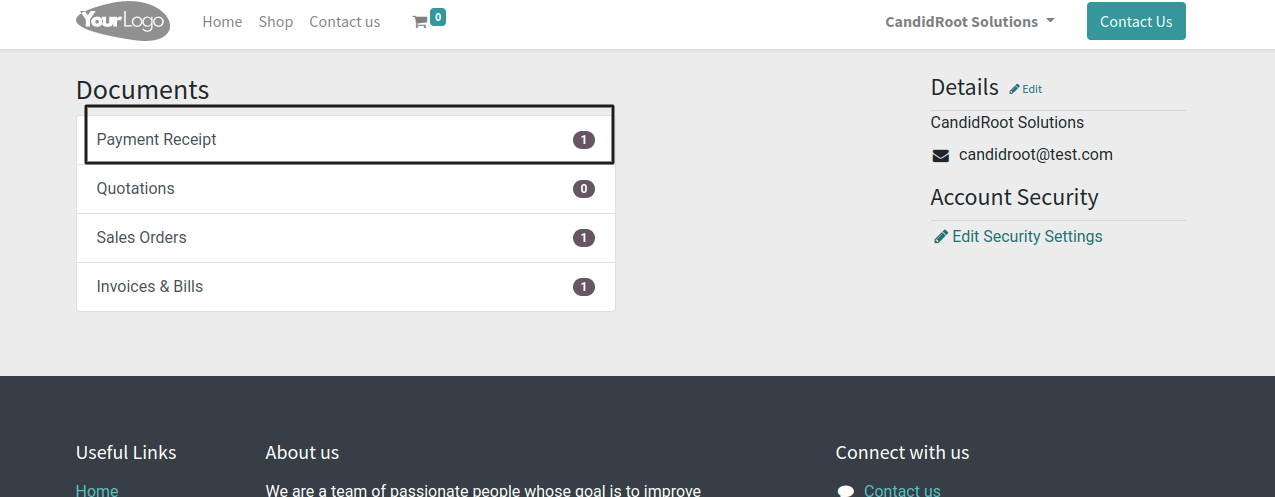 YourLogo
Home Shop Contact us 0
CandidRoot Solutions
Contact Us
Documents
Payment Receipt 1
Quotations 0
Sales Orders 1
Invoices & Bills 1
Details Edit
CandidRoot Solutions
candidroot@test.com
Account Security
Edit Security Settings
Useful Links
Home
About us
We are a team of passionate people whose goal is to improve
Connect with us
Contact us